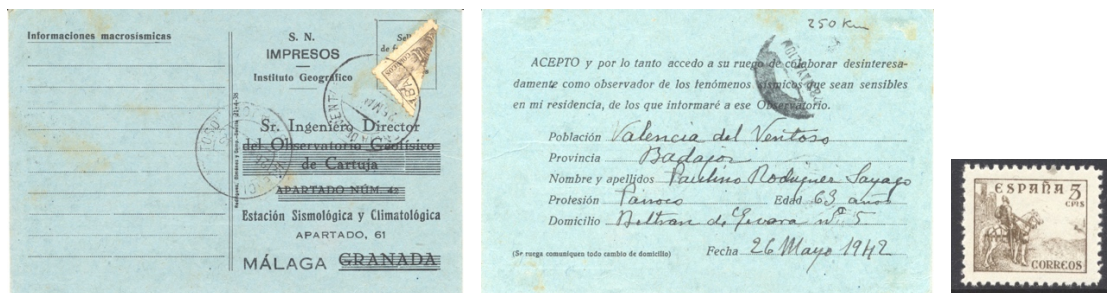 Informaciones macrosísmicas
S. N.
IMPRESOS
Instituto Geográfico
Sr. Ingeniero Director
del Observatorio Geofísico
de Cartuja
APARTADO NÚM. 42
Estación Sismológica y Climatológica
APARTADO, 61
MÁLAGA GRANADA
250 Km
ACEPTO y por lo tanto accedo a su ruego de colaborar desinteresa-
damente como observador de los fenómenos sísmicos que sean sensibles
en mi residencia, de los que informaré a ese Observatorio.
Población Valencia del Ventoso
Provincia Badajoz
Nombre y apellidos Paulino Rodriguez Sayago
Profesión Párroco Edad 63 años
Domicilio Beltran de Guevara nº 5
(Se ruega comuniquen todo cambio de domicilio) Fecha 26 Mayo 1942
ESPAÑA 5
CTS
CORREOS